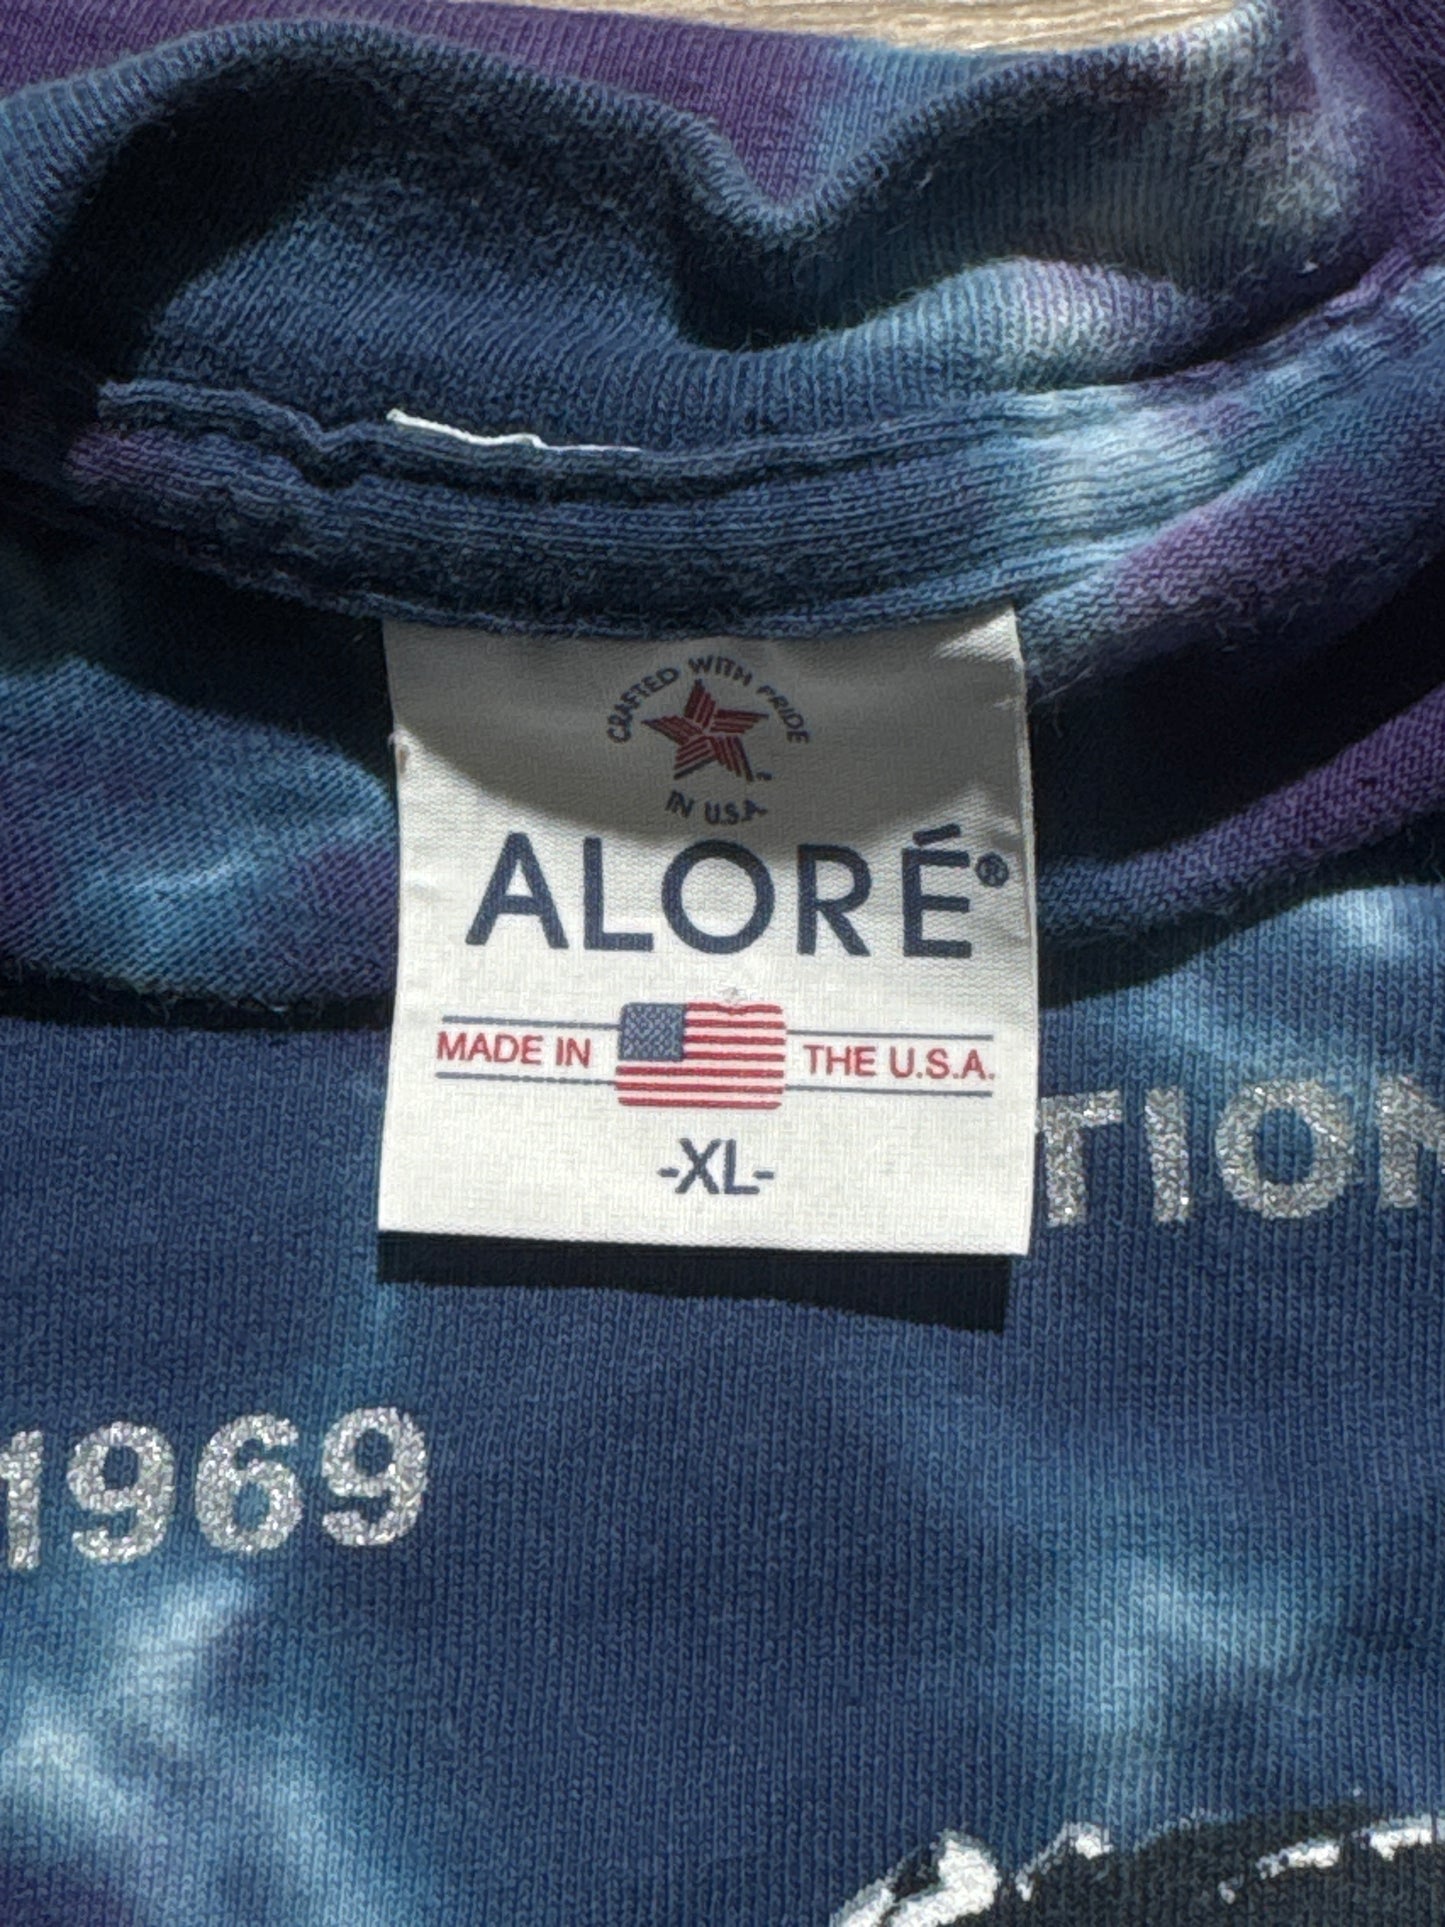 CRAFTED WITH PRIDE
IN U.S.A.
ALORÉ®
MADE IN THE U.S.A.
-XL-
TION
1969